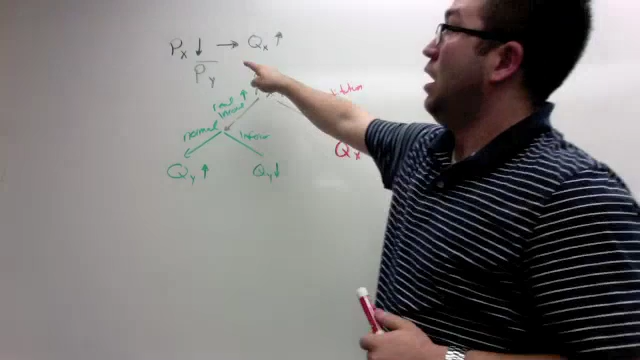 Px ↓ → Qx ↑
Py
real ↑
income
normal
inferior
Qy ↑
Qy ↓
Qx